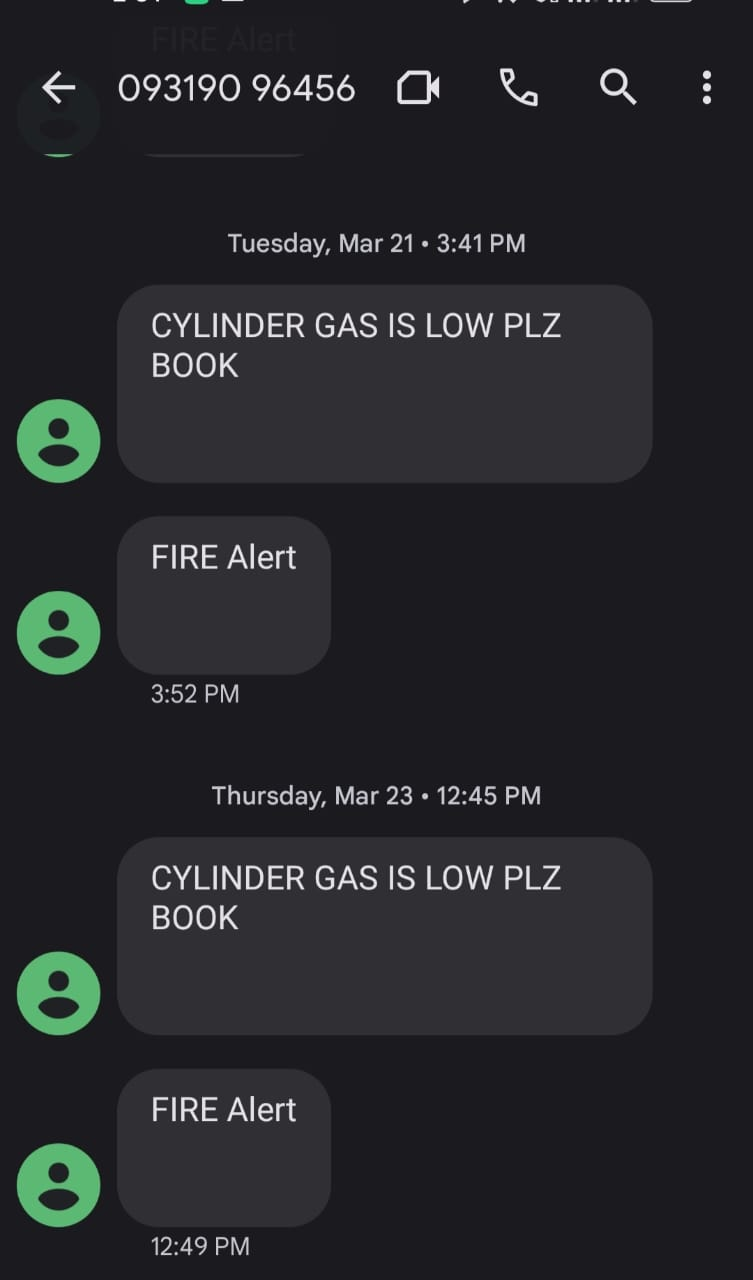 FIRE Alert
093190 96456
Tuesday, Mar 21 • 3:41 PM
CYLINDER GAS IS LOW PLZ
BOOK
FIRE Alert
3:52 PM
Thursday, Mar 23 • 12:45 PM
CYLINDER GAS IS LOW PLZ
BOOK
FIRE Alert
12:49 PM